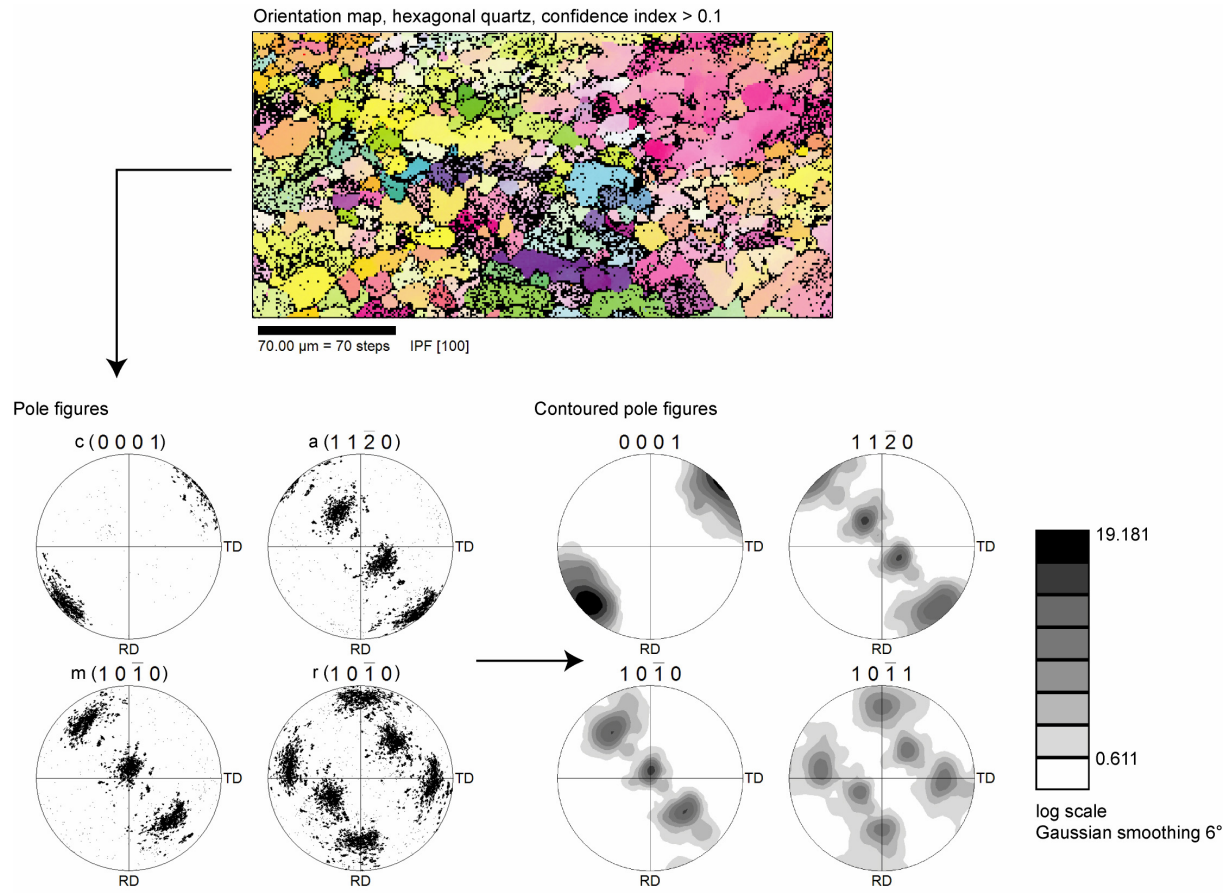 Orientation map, hexagonal quartz, confidence index > 0.1
70.00 µm = 70 steps IPF [100]
Pole figures
Contoured pole figures
c (0 0 0 1)
a (1 1 2̅ 0)
0 0 0 1
1 1 2̅ 0
TD
TD
TD
TD
RD
RD
RD
RD
19.181
0.611
log scale
Gaussian smoothing 6°
m (1 0 1̅ 0)
r (1 0 1̅ 0)
1 0 1̅ 0
1 0 1̅ 1
TD
TD
TD
TD
RD
RD
RD
RD